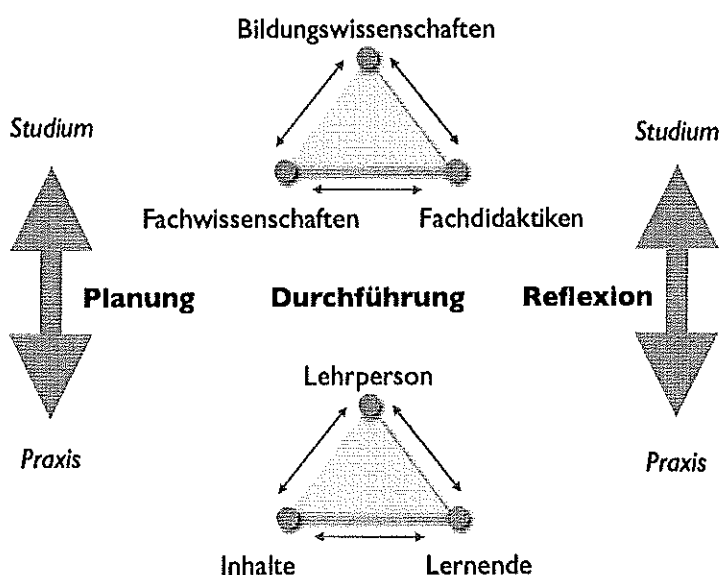 Bildungswissenschaften
Studium
Studium
Fachwissenschaften
Fachdidaktiken
Planung
Durchführung
Reflexion
Lehrperson
Praxis
Praxis
Inhalte
Lernende